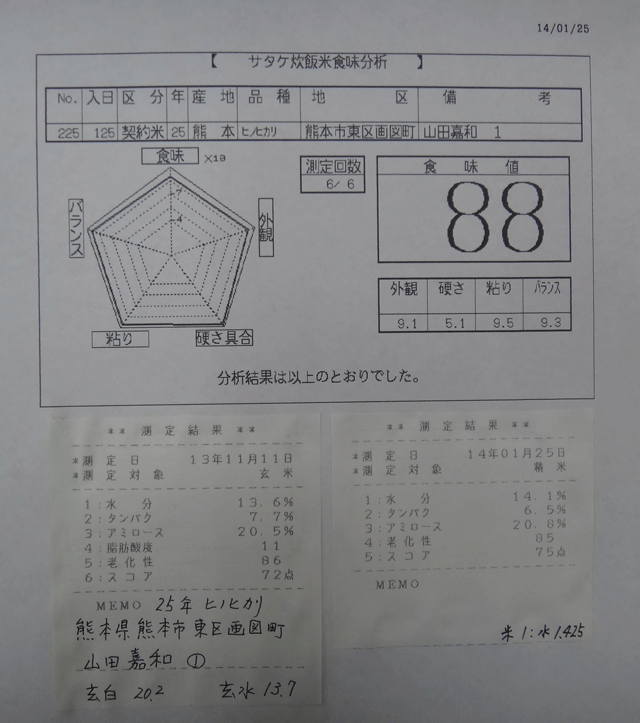 14/01/25
【 サタケ炊飯米食味分析 】
No. 入日 区分 年 産地 品種 地区 備考
225 125 契約米 25 熊本 ヒノヒカリ 熊本市東区画図町 山田嘉和 1
食味 ×10
7
4
バランス
外観
粘り
硬さ具合
測定回数
6/ 6
食味値
88
外観 硬さ 粘り バランス
9.1 5.1 9.5 9.3
分析結果は以上のとおりでした。
** 測定結果 **
*測定日 13年11月11日
*測定対象 玄米
1:水分 13.6%
2:タンパク 7.7%
3:アミロース 20.5%
4:脂肪酸度 11
5:老化性 86
6:スコア 72点
MEMO 25年 ヒノヒカリ
熊本県熊本市東区画図町
山田 嘉和 ①
玄白 20.2 玄水 13.7
** 測定結果 **
*測定日 14年01月25日
*測定対象 精米
1:水分 14.1%
2:タンパク 6.5%
3:アミロース 20.8%
4:老化性 85
5:スコア 75点
MEMO
米1:水1.425